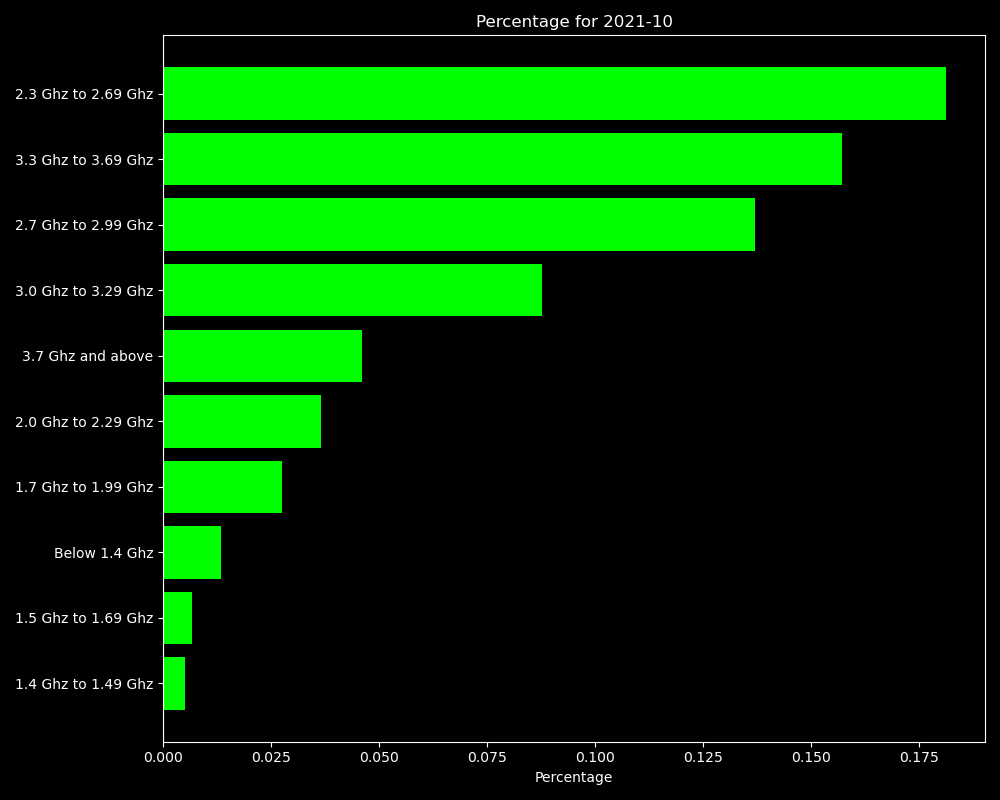 Percentage for 2021-10
2.3 Ghz to 2.69 Ghz
3.3 Ghz to 3.69 Ghz
2.7 Ghz to 2.99 Ghz
3.0 Ghz to 3.29 Ghz
3.7 Ghz and above
2.0 Ghz to 2.29 Ghz
1.7 Ghz to 1.99 Ghz
Below 1.4 Ghz
1.5 Ghz to 1.69 Ghz
1.4 Ghz to 1.49 Ghz
0.000 0.025 0.050 0.075 0.100 0.125 0.150 0.175
Percentage